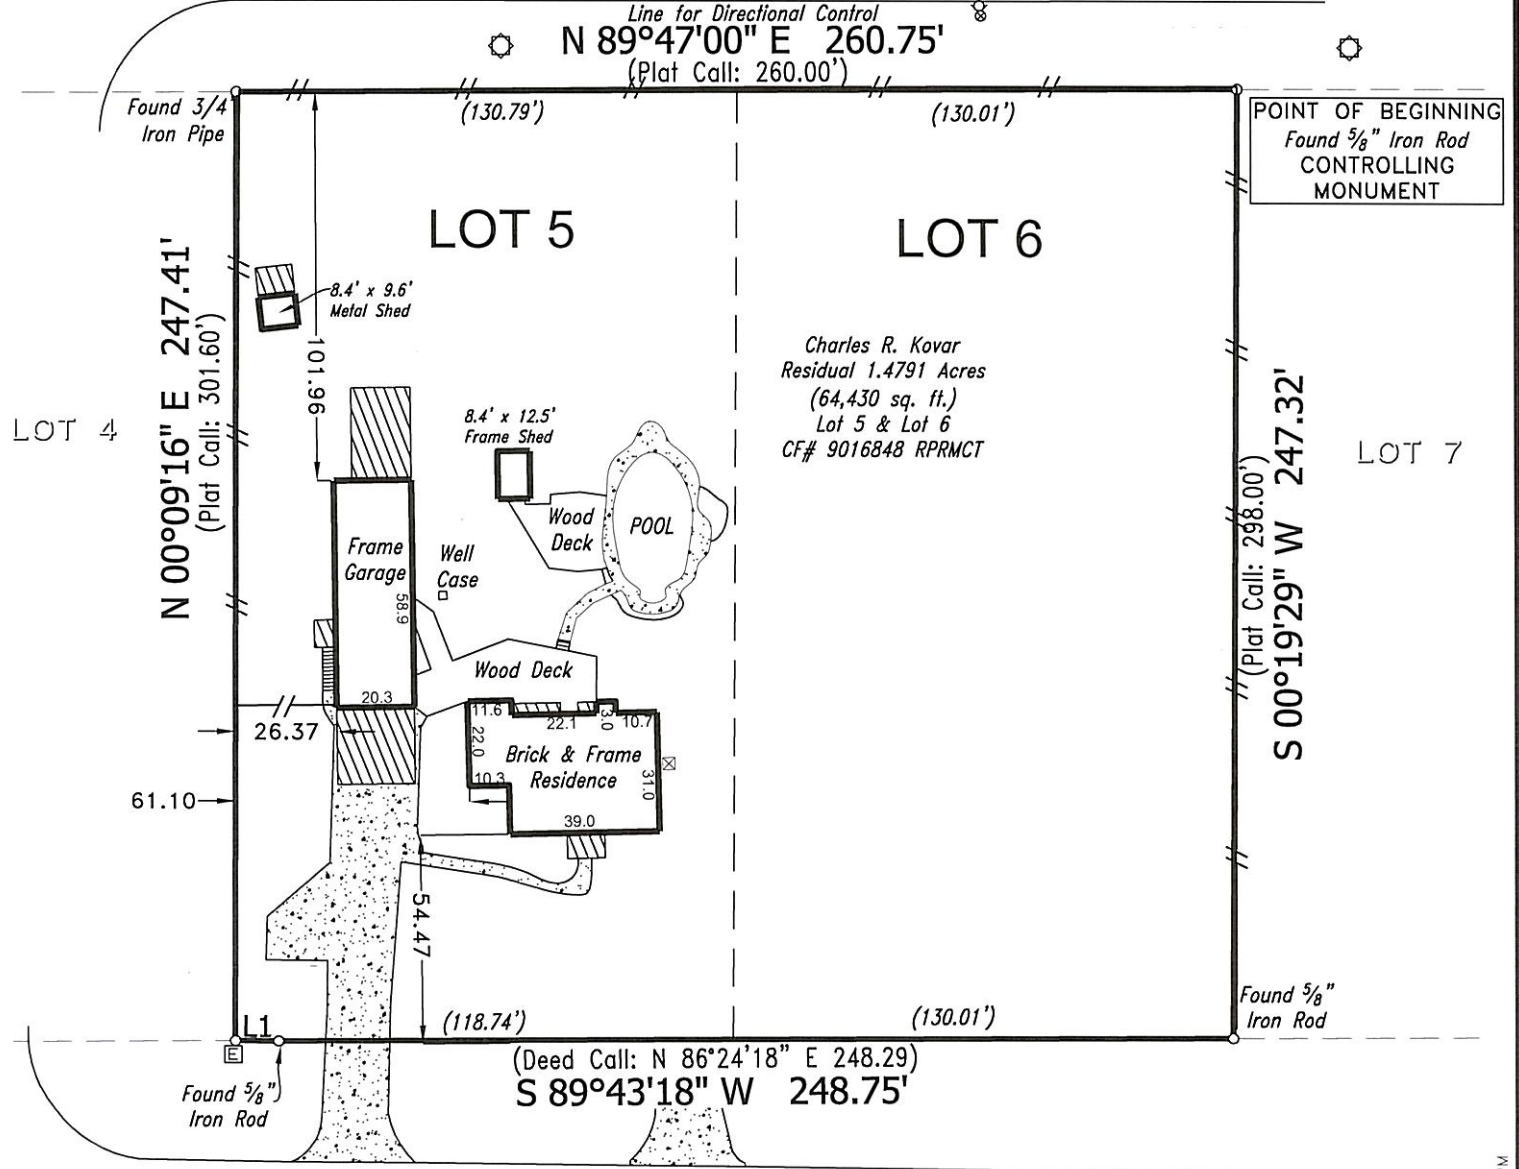 Line for Directional Control
N 89°47'00" E 260.75'
(Plat Call: 260.00')
Found 3/4
Iron Pipe
(130.79')
(130.01')
POINT OF BEGINNING
Found 5/8" Iron Rod
CONTROLLING
MONUMENT
LOT 5
LOT 6
N 00°09'16" E 247.41'
(Plat Call: 301.60')
8.4' x 9.6'
Metal Shed
101.96
Charles R. Kovar
Residual 1.4791 Acres
(64,430 sq. ft.)
Lot 5 & Lot 6
CF# 9016848 RPRMCT
S 00°19'29" W 247.32'
(Plat Call: 298.00')
LOT 4
LOT 7
8.4' x 12.5'
Frame Shed
Wood
Deck
POOL
Frame
Garage
58.9
Well
Case
Wood Deck
20.3
26.37
11.6
22.1
3.0
10.7
22.0
Brick & Frame
Residence
10.3
31.0
61.10
39.0
54.47
Found 5/8"
Iron Rod
L1
(118.74')
(130.01')
E
(Deed Call: N 86°24'18" E 248.29)
S 89°43'18" W 248.75'
Found 5/8"
Iron Rod
M